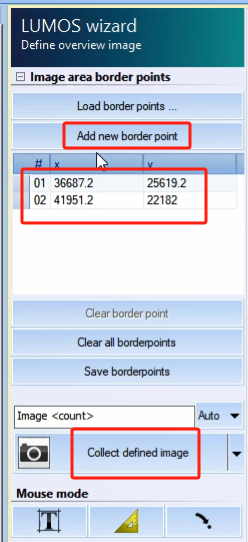 LUMOS wizard
Define overview image
Image area border points
Load border points ...
Add new border point
# x y
01 36687.2 25619.2
02 41951.2 22182
Clear border point
Clear all borderpoints
Save borderpoints
Image <count> Auto
Collect defined image
Mouse mode
T